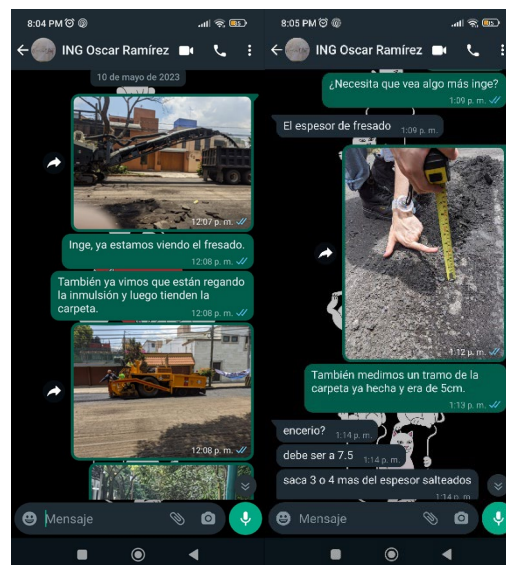 8:04 PM
85
ING Oscar Ramírez
10 de mayo de 2023
12:07 p. m.
Inge, ya estamos viendo el fresado.
12:08 p. m.
También ya vimos que están regando
la inmulsión y luego tienden la
carpeta.
12:08 p. m.
12:08 p. m.
Mensaje
8:05 PM
ING Oscar Ramírez
¿Necesita que vea algo más inge?
1:09 p. m.
El espesor de fresado
1:09 p. m.
1:12 p. m.
También medimos un tramo de la
carpeta ya hecha y era de 5cm.
1:13 p. m.
encerio?
1:14 p. m.
debe ser a 7.5
1:14 p. m.
saca 3 o 4 mas del espesor salteados
1:14 p. m.
Mensaje